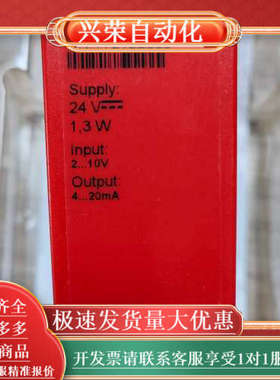 兴荣自动化
Supply:
24 V
1,3 W
Input:
2...10V
Output:
4...20mA
齐全
多多
商品
服精准报价
极速发货量大优惠
开发票请联系客服享受1对1服